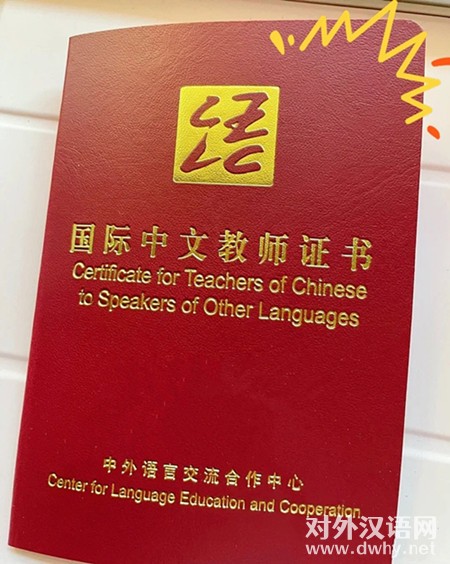 语
国际中文教师证书
Certificate for Teachers of Chinese
to Speakers of Other Languages
中外语言交流合作中心
Center for Language Education and Cooperation
对外汉语网
www.dwhy.net